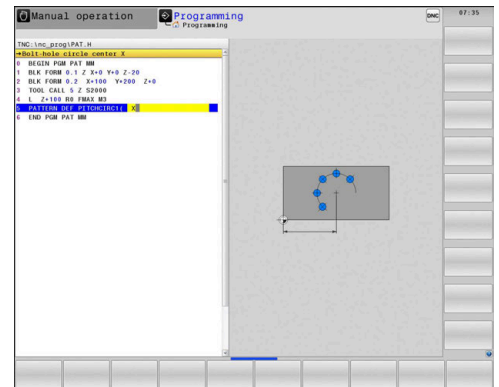 Manual operation
Programming
Programming
DNC
07:35
TNC:\nc_prog\PAT.H
→Bolt-hole circle center X
0 BEGIN PGM PAT MM
1 BLK FORM 0.1 Z X+0 Y+0 Z-20
2 BLK FORM 0.2 X+100 Y+200 Z+0
3 TOOL CALL 5 Z S2000
4 L Z+100 R0 FMAX M3
5 PATTERN DEF PITCHCIRC1( X
6 END PGM PAT MM